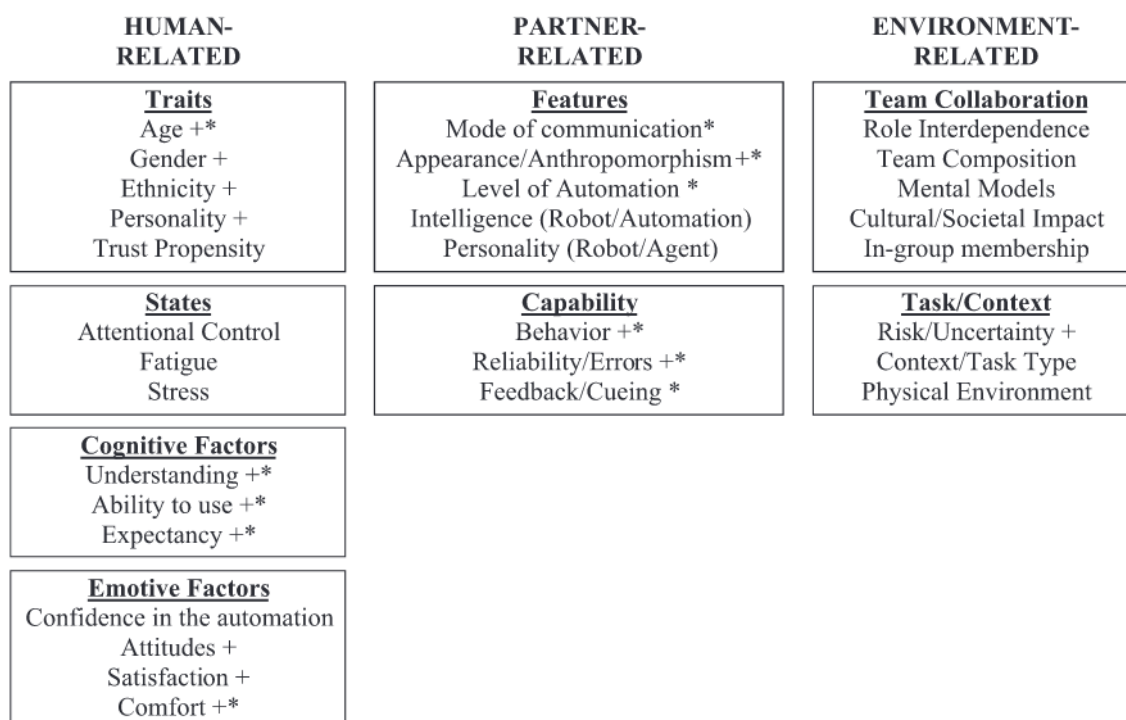 HUMAN-
RELATED
Traits
Age +*
Gender +
Ethnicity +
Personality +
Trust Propensity
States
Attentional Control
Fatigue
Stress
Cognitive Factors
Understanding +*
Ability to use +*
Expectancy +*
Emotive Factors
Confidence in the automation
Attitudes +
Satisfaction +
Comfort +*
PARTNER-
RELATED
Features
Mode of communication*
Appearance/Anthropomorphism+*
Level of Automation *
Intelligence (Robot/Automation)
Personality (Robot/Agent)
Capability
Behavior +*
Reliability/Errors +*
Feedback/Cueing *
ENVIRONMENT-
RELATED
Team Collaboration
Role Interdependence
Team Composition
Mental Models
Cultural/Societal Impact
In-group membership
Task/Context
Risk/Uncertainty +
Context/Task Type
Physical Environment